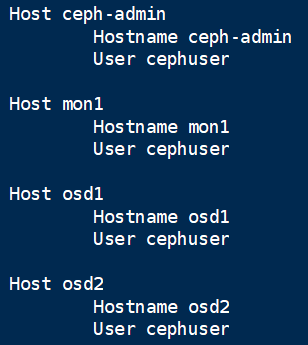 Host ceph-admin
        Hostname ceph-admin
        User cephuser

Host mon1
        Hostname mon1
        User cephuser

Host osd1
        Hostname osd1
        User cephuser

Host osd2
        Hostname osd2
        User cephuser